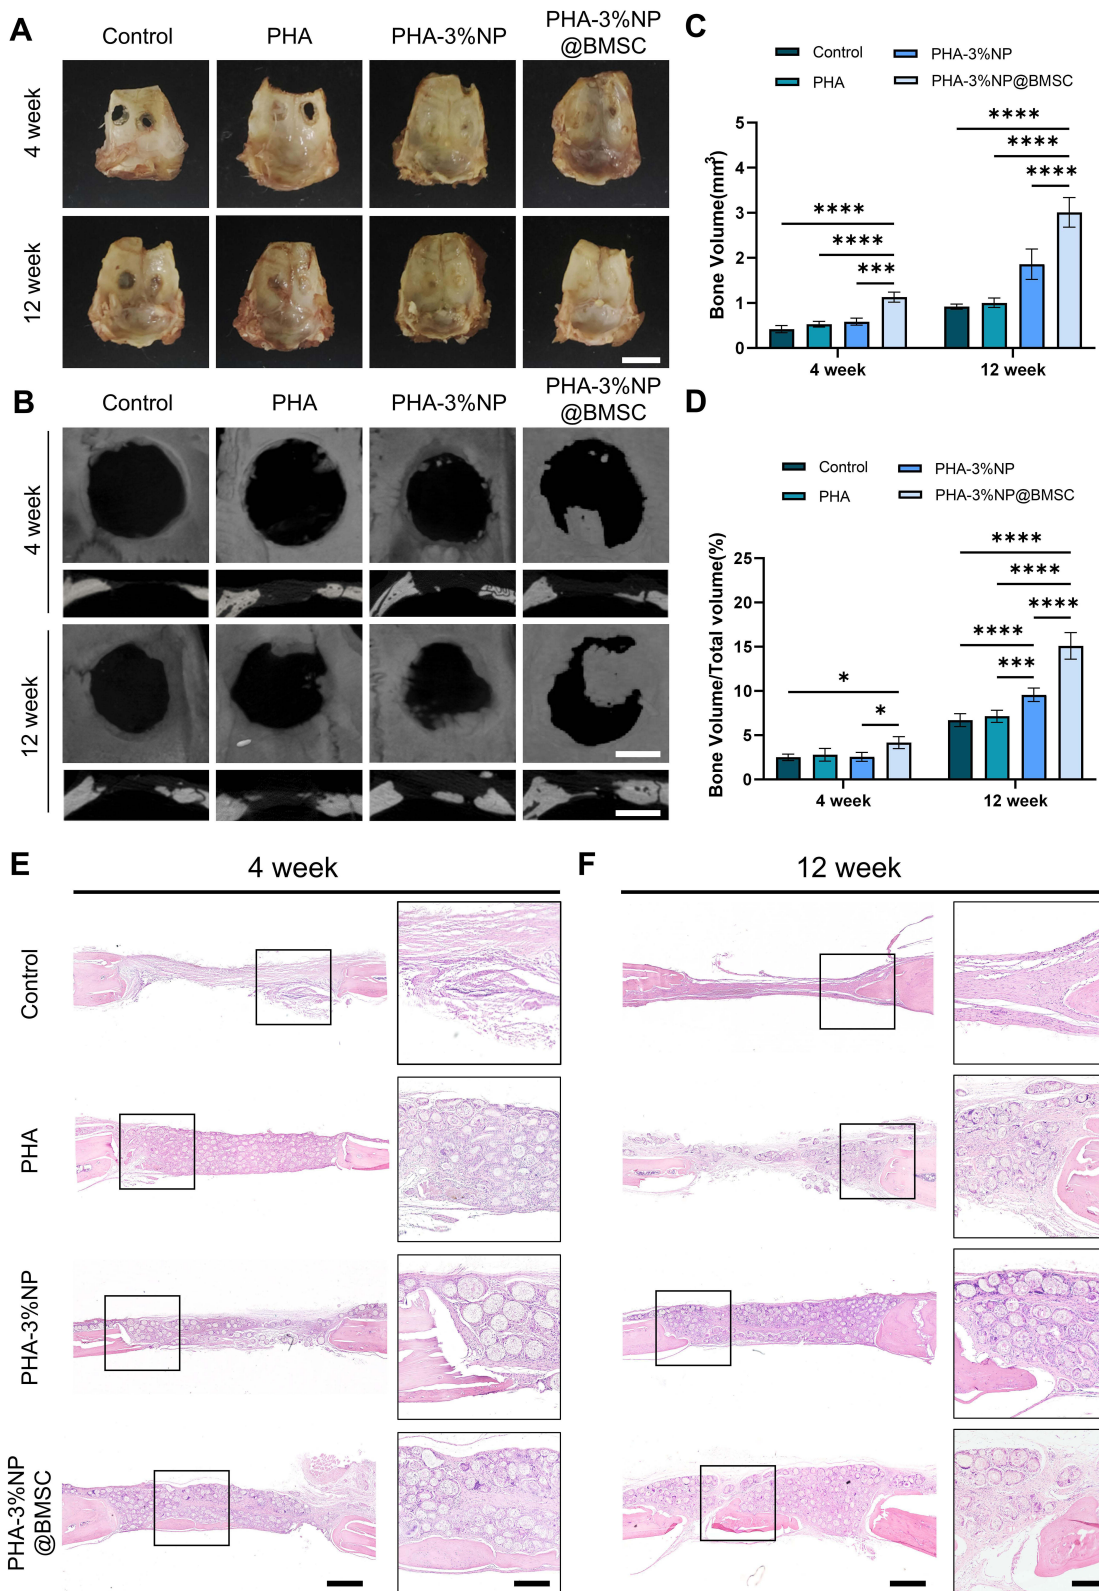 A
Control
PHA
PHA-3%NP
PHA-3%NP
@BMSC
4 week
12 week
B
Control
PHA
PHA-3%NP
PHA-3%NP
@BMSC
4 week
12 week
C
Control
PHA
PHA-3%NP
PHA-3%NP@BMSC
Bone Volume(mm³)
5
4
3
2
1
0
****
****
***
****
****
****
4 week
12 week
D
Control
PHA
PHA-3%NP
PHA-3%NP@BMSC
Bone Volume/Total volume(%)
25
20
15
10
5
0
*
*
****
****
****
****
***
4 week
12 week
E
4 week
F
12 week
Control
PHA
PHA-3%NP
PHA-3%NP
@BMSC